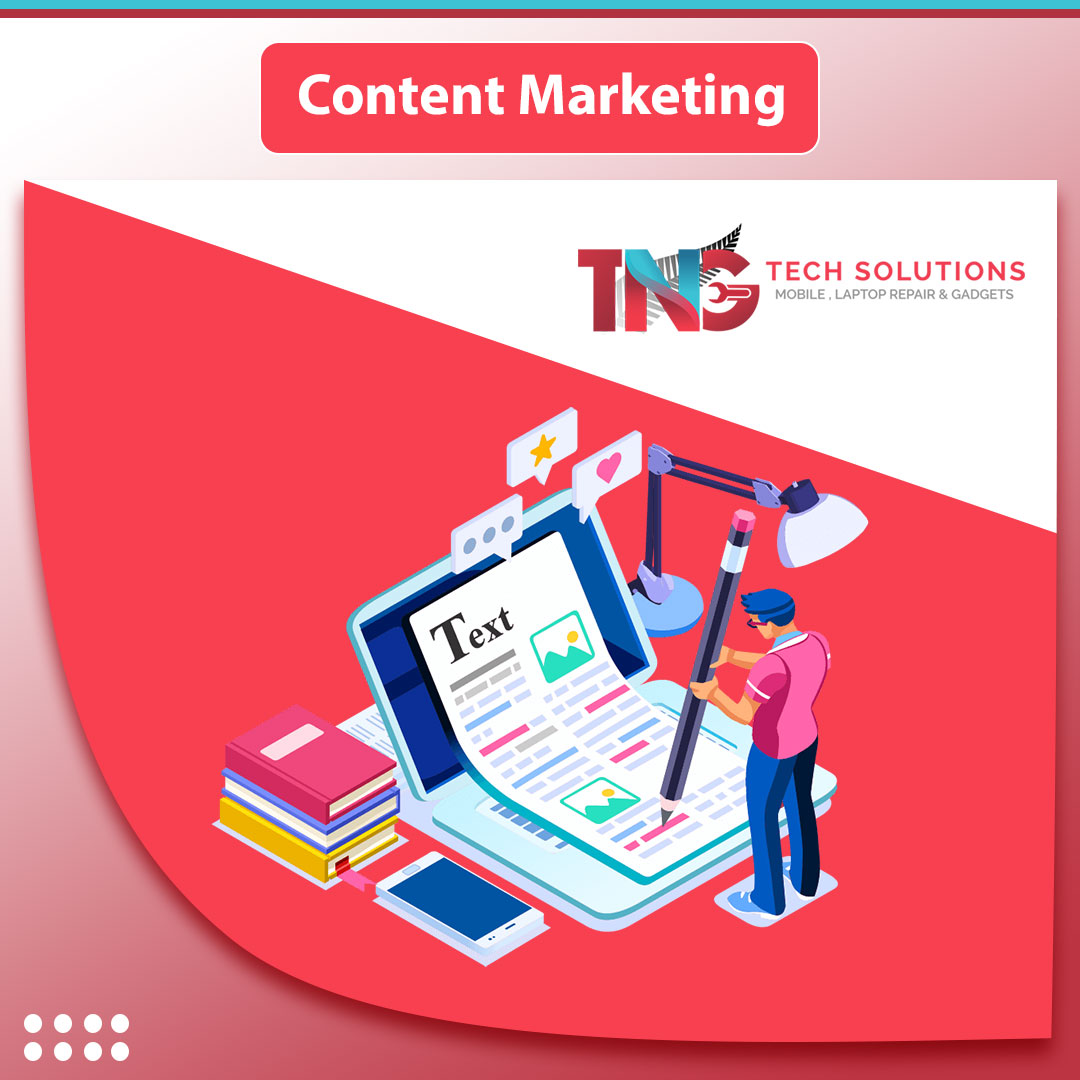 Content Marketing
TNG
TECH SOLUTIONS
MOBILE , LAPTOP REPAIR & GADGETS
Text